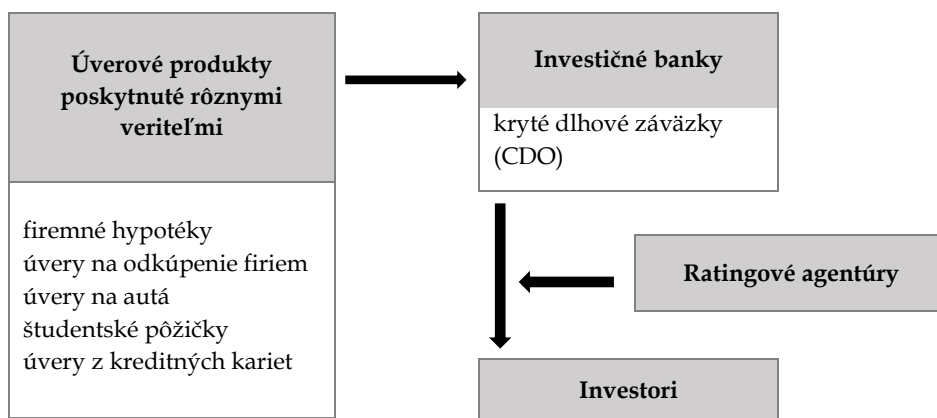 Úverové produkty
poskytnuté rôznymi
veriteľmi
firemné hypotéky
úvery na odkúpenie firiem
úvery na autá
študentské pôžičky
úvery z kreditných kariet
Investičné banky
kryté dlhové záväzky
(CDO)
Ratingové agentúry
Investori